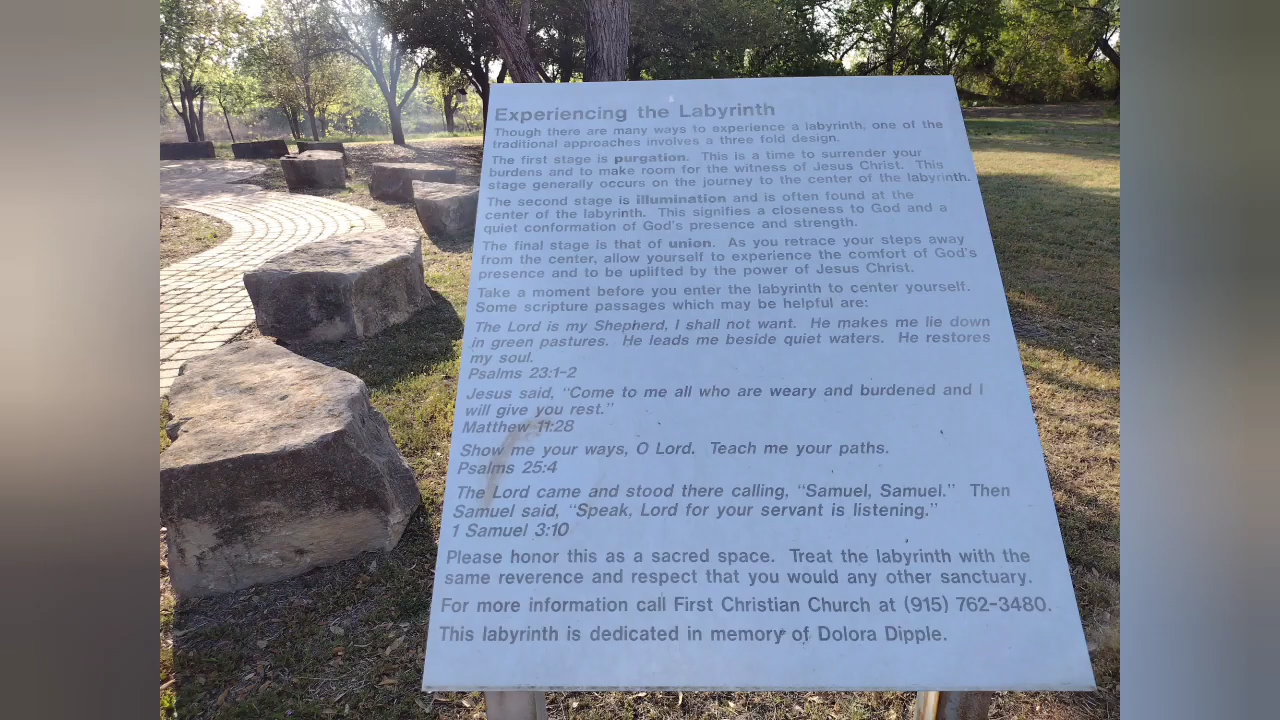 Experiencing the Labyrinth
Though there are many ways to experience a labyrinth, one of the
traditional approaches involves a three fold design.
The first stage is purgation. This is a time to surrender your
burdens and to make room for the witness of Jesus Christ. This
stage generally occurs on the journey to the center of the labyrinth.
The second stage is illumination and is often found at the
center of the labyrinth. This signifies a closeness to God and a
quiet conformation of God's presence and strength.
The final stage is that of union. As you retrace your steps away
from the center, allow yourself to experience the comfort of God's
presence and to be uplifted by the power of Jesus Christ.
Take a moment before you enter the labyrinth to center yourself.
Some scripture passages which may be helpful are:
The Lord is my Shepherd, I shall not want. He makes me lie down
in green pastures. He leads me beside quiet waters. He restores
my soul.
Psalms 23:1-2
Jesus said, "Come to me all who are weary and burdened and I
will give you rest."
Matthew 11:28
Show me your ways, O Lord. Teach me your paths.
Psalms 25:4
The Lord came and stood there calling, "Samuel, Samuel." Then
Samuel said, "Speak, Lord for your servant is listening."
1 Samuel 3:10
Please honor this as a sacred space. Treat the labyrinth with the
same reverence and respect that you would any other sanctuary.
For more information call First Christian Church at (915) 762-3480.
This labyrinth is dedicated in memory of Dolora Dipple.